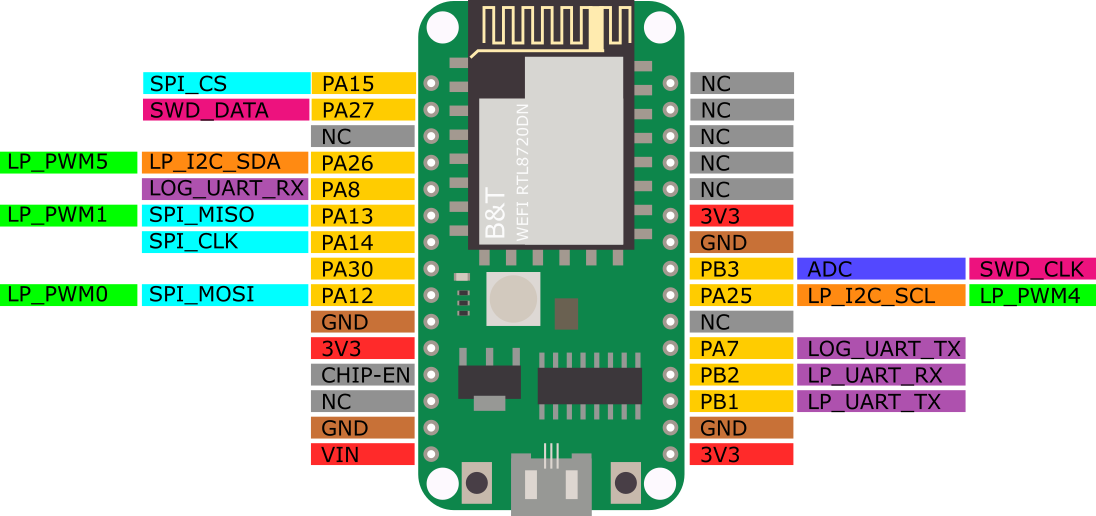 SPI_CS PA15
SWD_DATA PA27
NC
LP_PWM5 LP_I2C_SDA PA26
LOG_UART_RX PA8
LP_PWM1 SPI_MISO PA13
SPI_CLK PA14
PA30
LP_PWM0 SPI_MOSI PA12
GND
3V3
CHIP-EN
NC
GND
VIN
B&T
WEFI RTL8720DN
NC
NC
NC
NC
NC
3V3
GND
PB3 ADC SWD_CLK
PA25 LP_I2C_SCL LP_PWM4
NC
PA7 LOG_UART_TX
PB2 LP_UART_RX
PB1 LP_UART_TX
GND
3V3